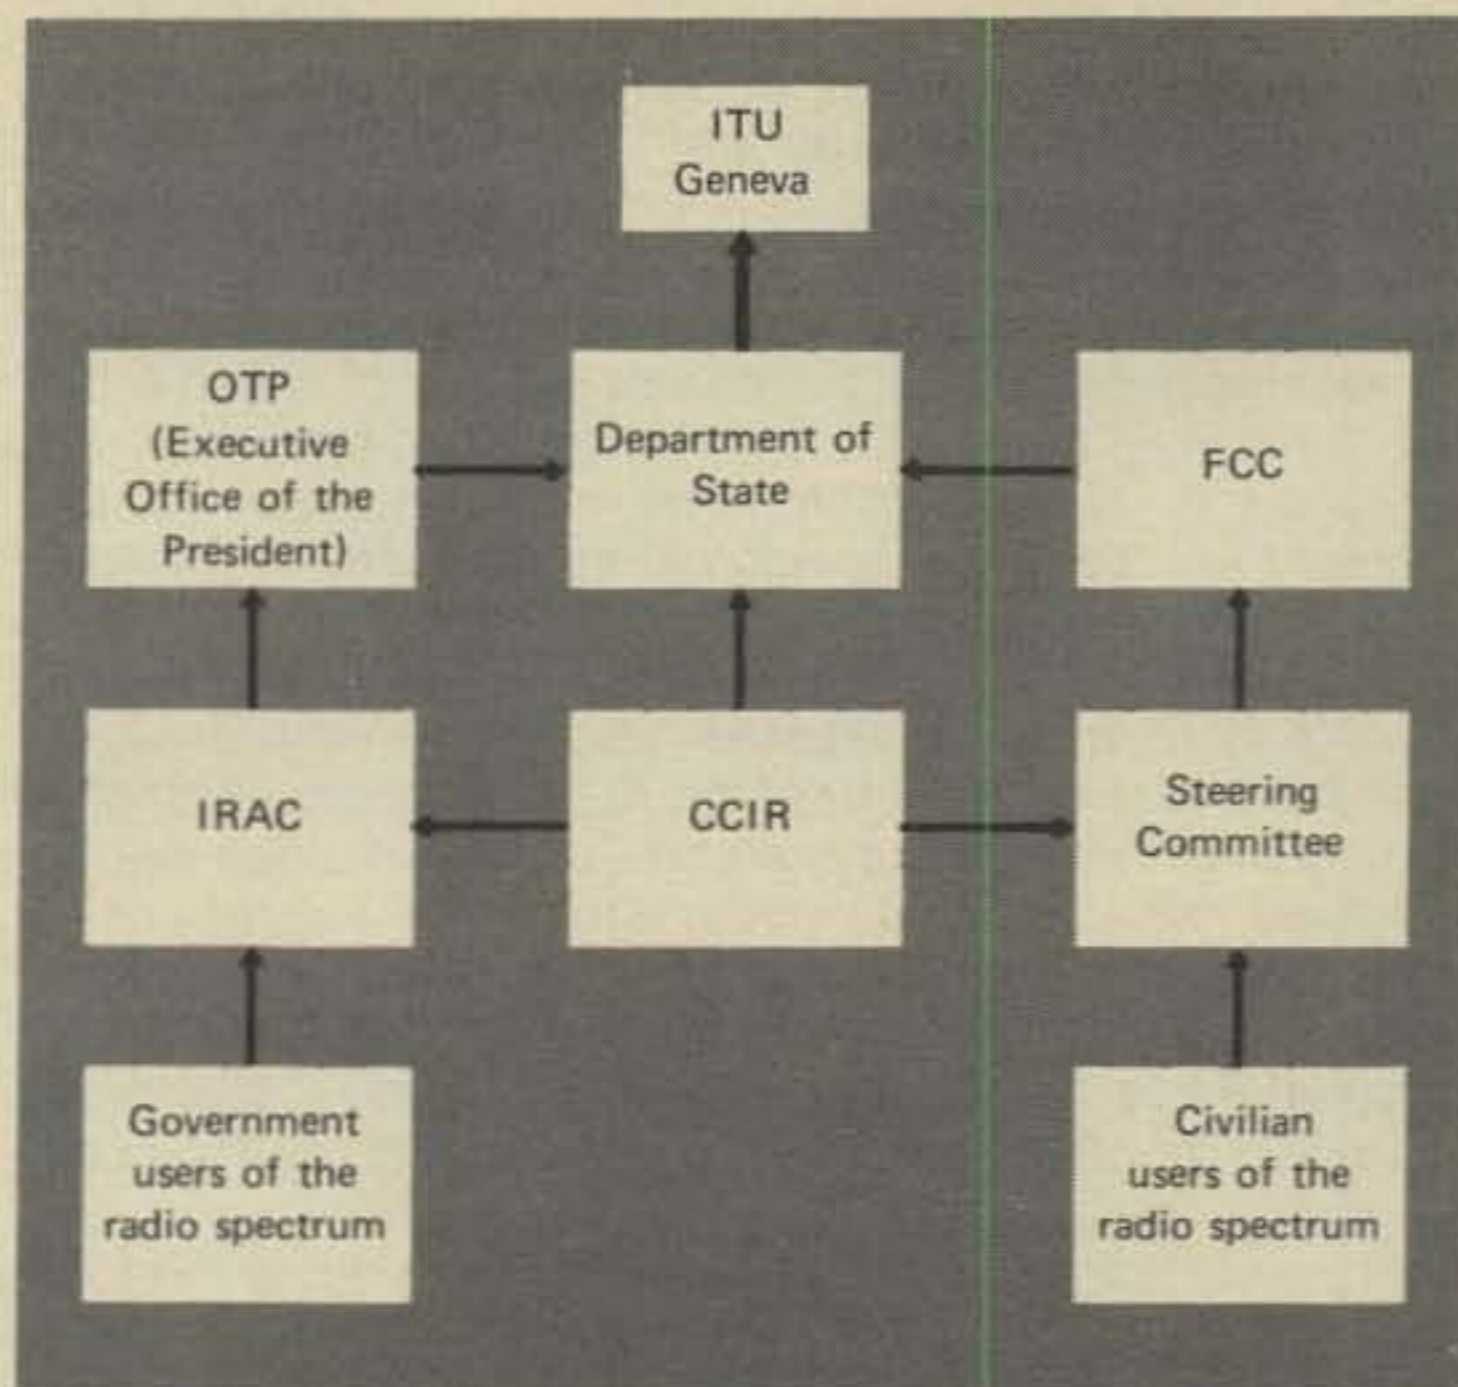 ITU
Geneva
OTP
(Executive
Office of the
President)
Department of
State
FCC
IRAC
CCIR
Steering
Committee
Government
users of the
radio spectrum
Civilian
users of the
radio spectrum